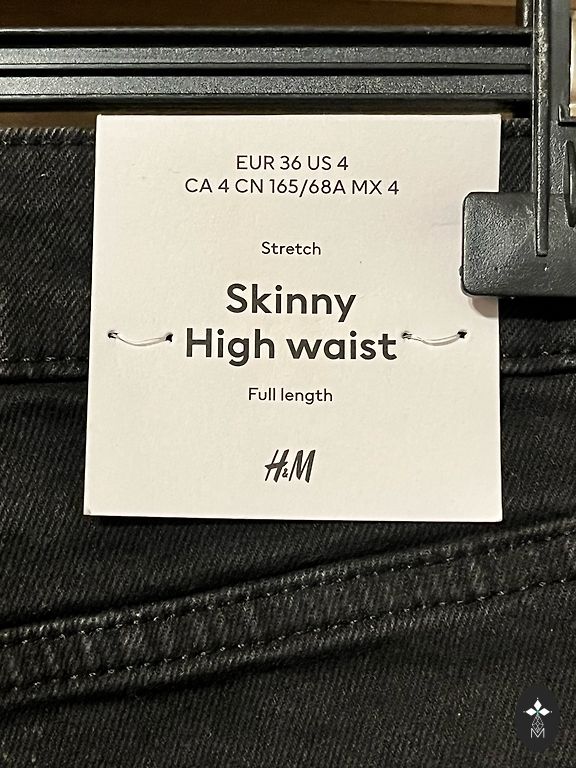 EUR 36 US 4
CA 4 CN 165/68A MX 4
Stretch
Skinny
High waist
Full length
H&M
M